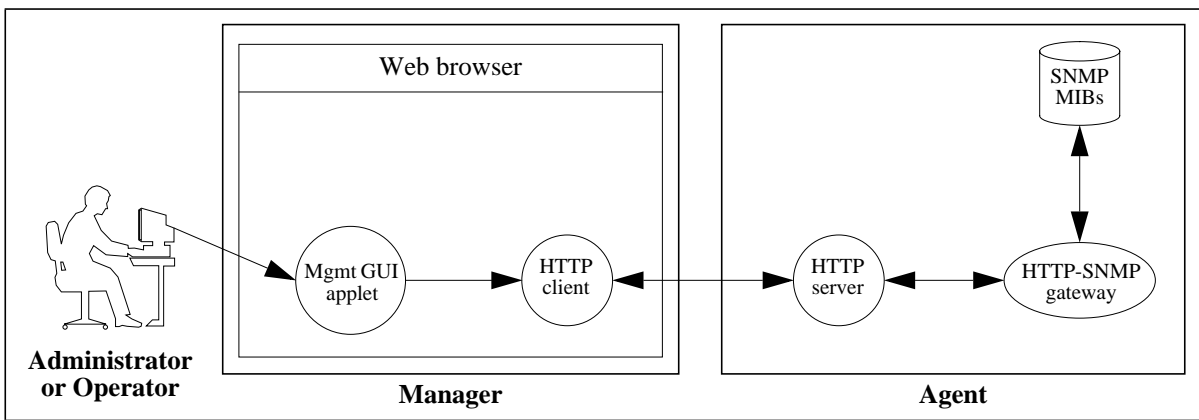 Web browser
SNMP
MIBs
Mgmt GUI
applet
HTTP
client
HTTP
server
HTTP-SNMP
gateway
Administrator
or Operator
Manager
Agent